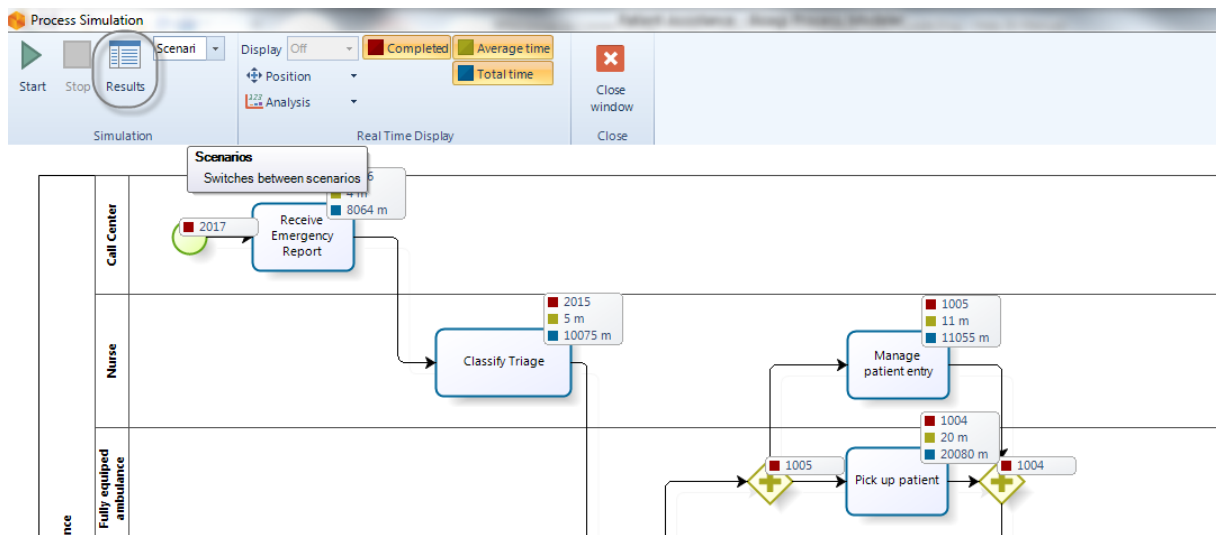 Process Simulation
Start
Stop
Results
Scenari
Simulation
Display Off
Position
Analysis
Completed
Average time
Total time
Real Time Display
Close
window
Close
Scenarios
Switches between scenarios
Call Center
2017
Receive
Emergency
Report
6
4 m
8064 m
Nurse
Classify Triage
2015
5 m
10075 m
Manage
patient entry
1005
11 m
11055 m
Fully equiped
ambulance
1005
Pick up patient
1004
20 m
20080 m
1004
nce